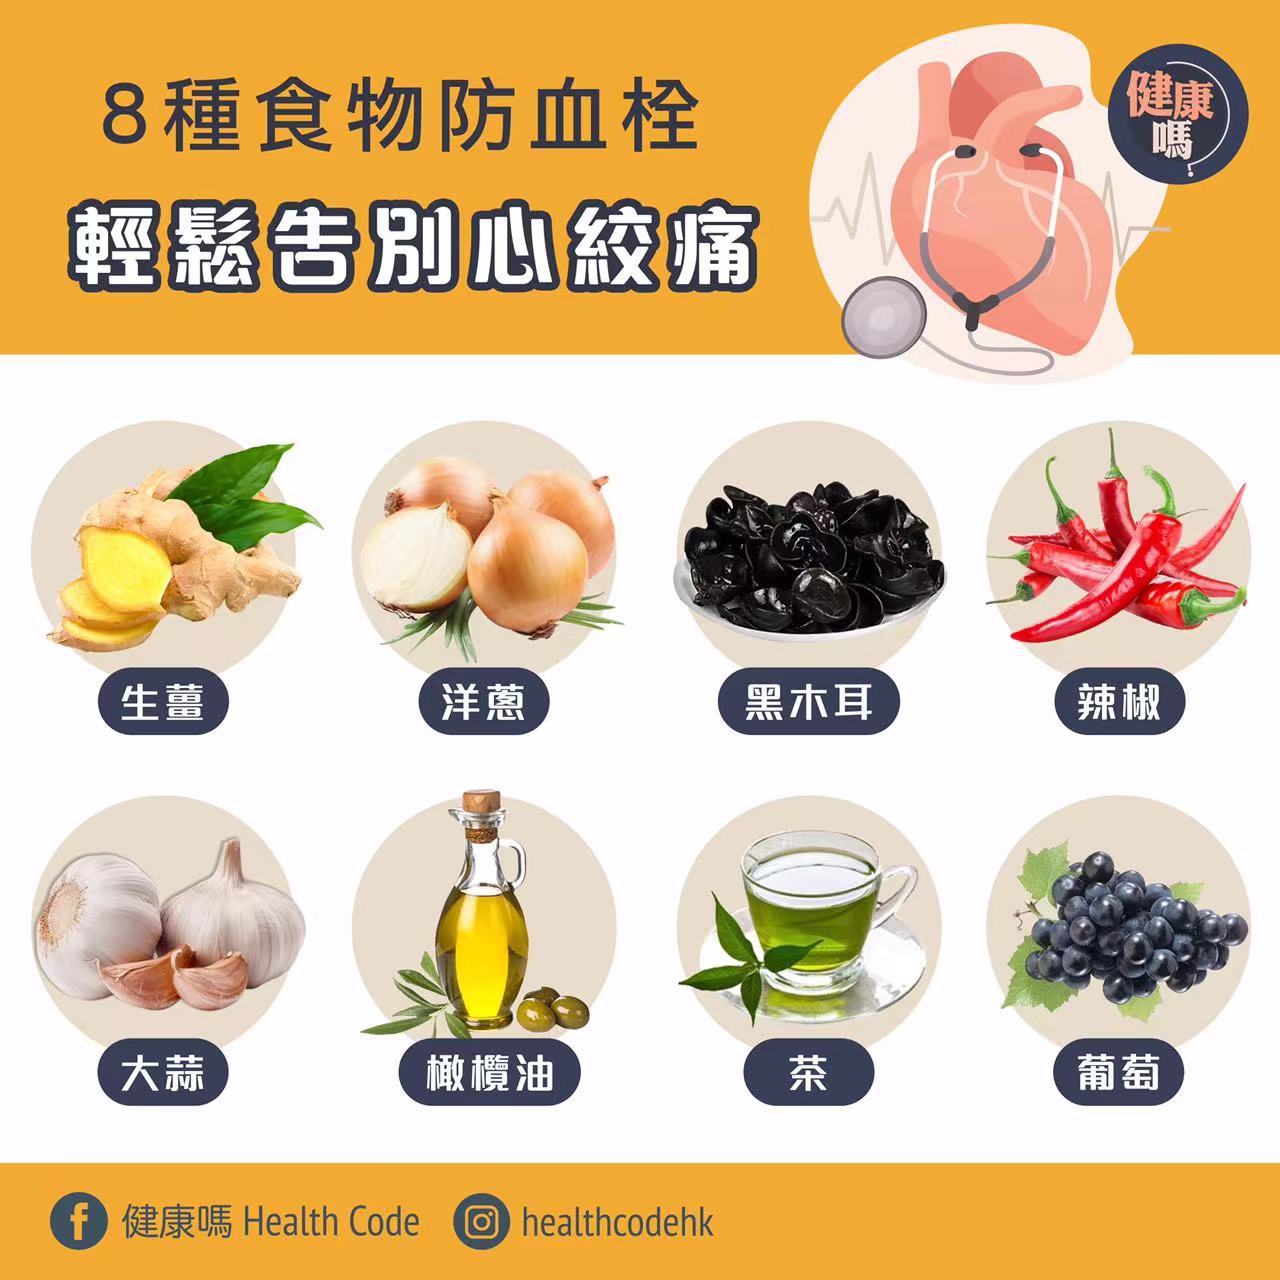 8種食物防血栓
輕鬆告別心絞痛
健康
嗎
生薑
洋蔥
黑木耳
辣椒
大蒜
橄欖油
茶
葡萄
健康嗎 Health Code
healthcodehk